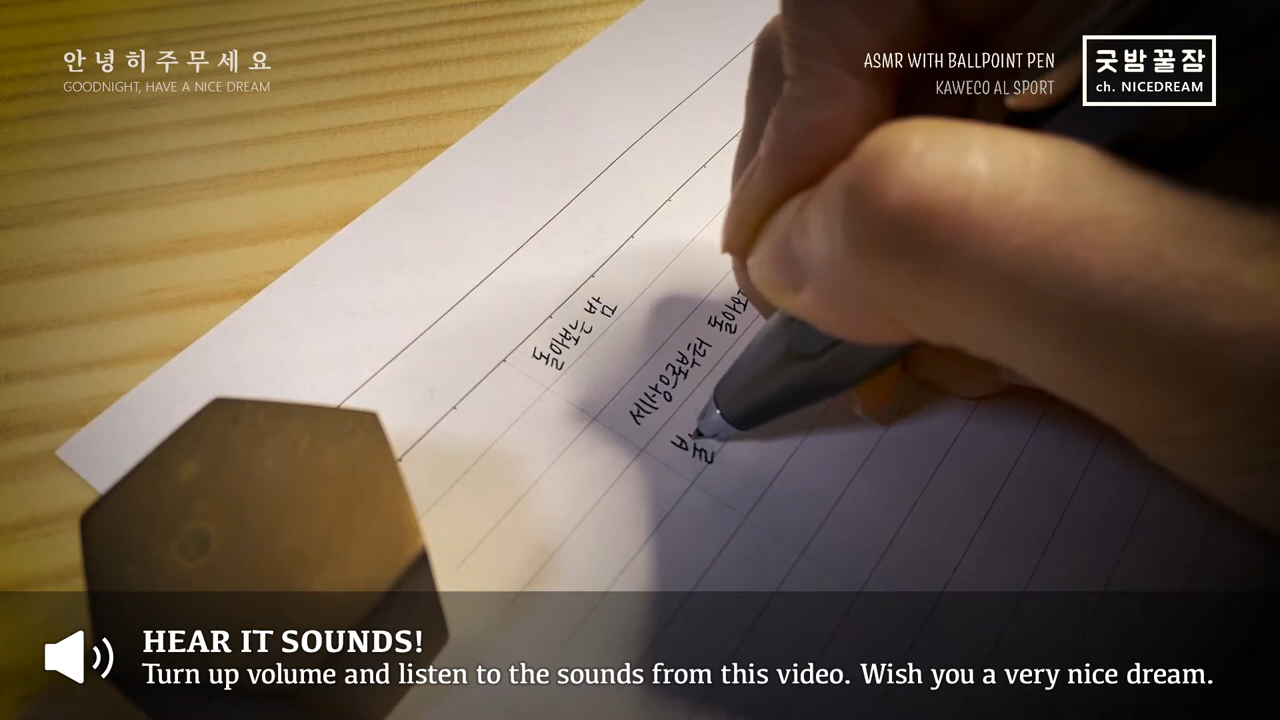 안녕히주무세요
GOODNIGHT, HAVE A NICE DREAM
ASMR WITH BALLPOINT PEN
KAWECO AL SPORT
굿밤꿀잠
ch. NICEDREAM
돌아보는 밤
세상으로부터 돌아오
HEAR IT SOUNDS!
Turn up volume and listen to the sounds from this video. Wish you a very nice dream.